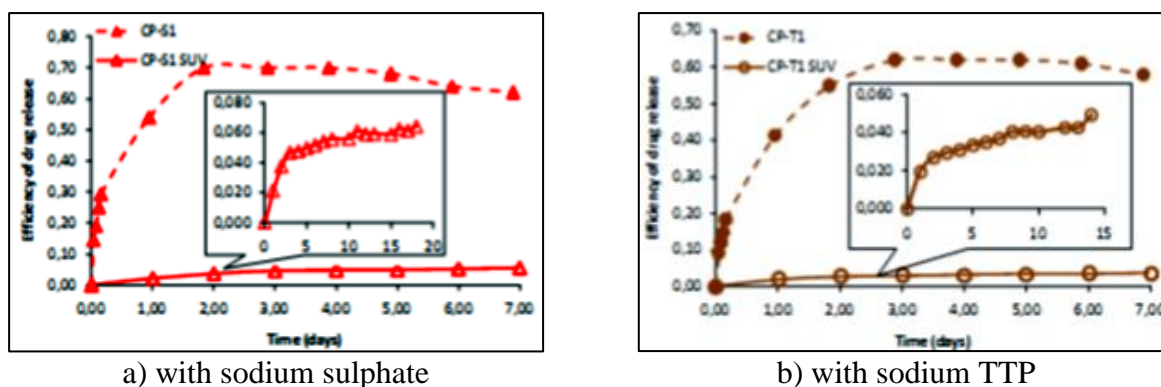 CP-S1
CP-S1 SUV
Efficiency of drug release
0,80
0,70
0,60
0,50
0,40
0,30
0,20
0,10
0,00
0,080
0,060
0,040
0,020
0,000
0 5 10 15 20
0,00 1,00 2,00 3,00 4,00 5,00 6,00 7,00
Time (days)
a) with sodium sulphate
CP-T1
CP-T1 SUV
Efficiency of drug release
0,70
0,60
0,50
0,40
0,30
0,20
0,10
0,00
0,060
0,040
0,020
0,000
0 5 10 15
0,00 1,00 2,00 3,00 4,00 5,00 6,00 7,00
Time (days)
b) with sodium TTP